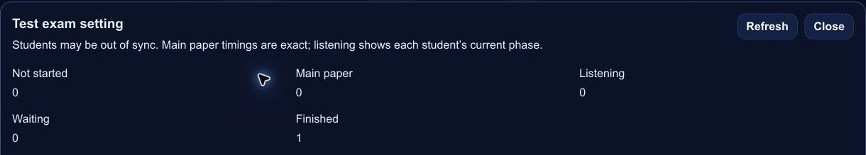 Test exam setting
Refresh
Close
Students may be out of sync. Main paper timings are exact; listening shows each student's current phase.
Not started
0
Main paper
0
Listening
0
Waiting
0
Finished
1